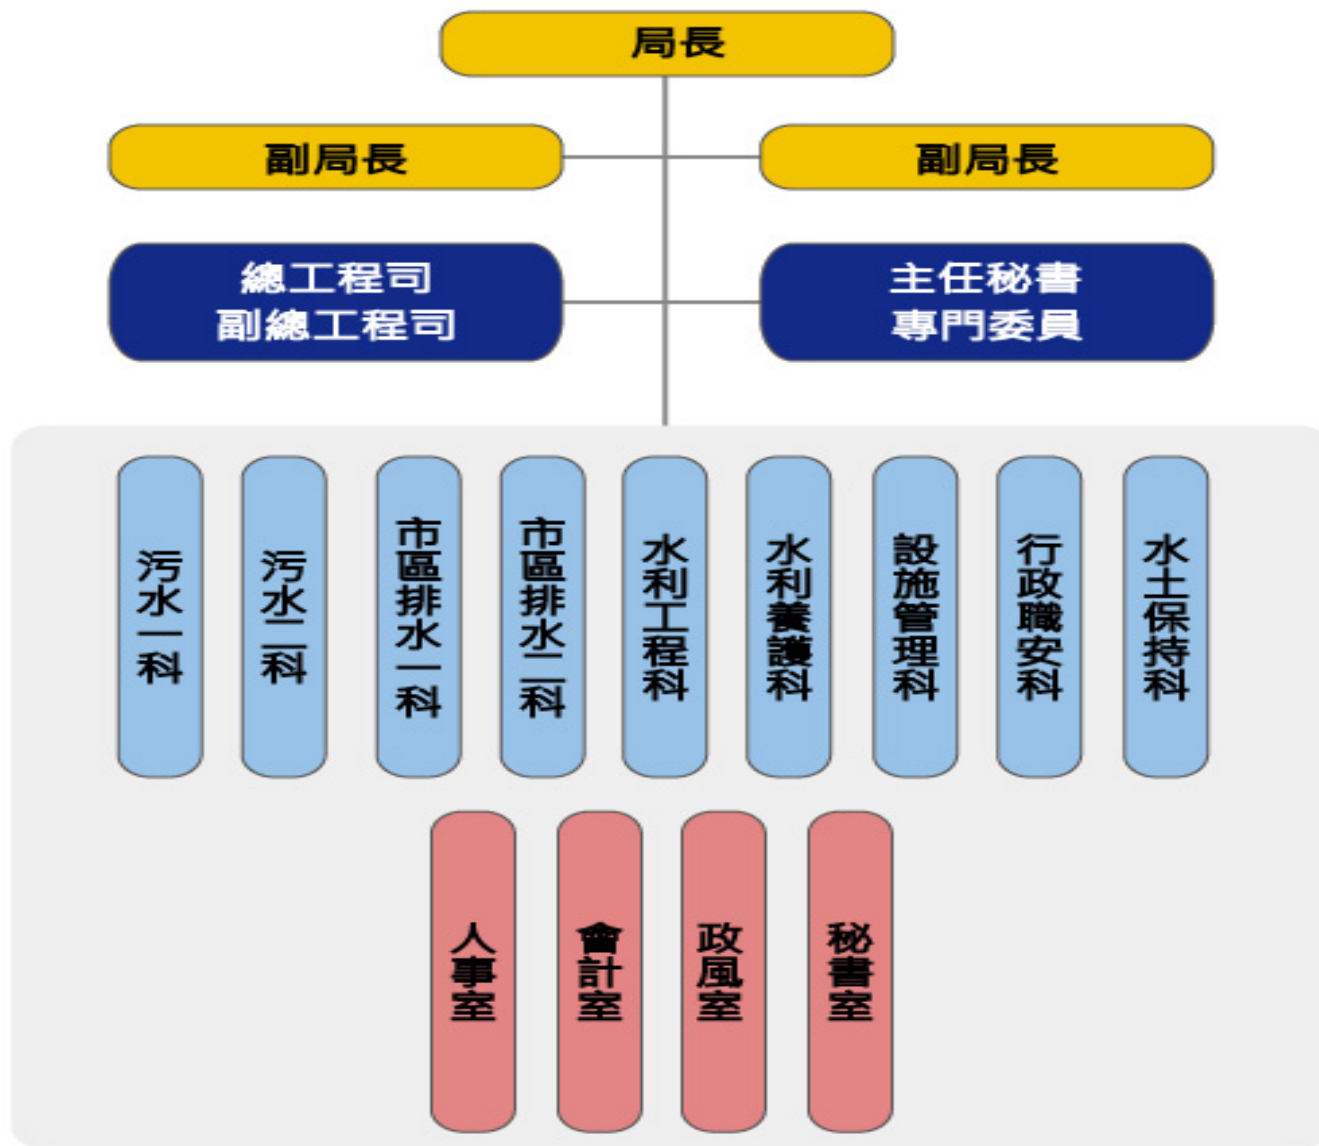 局長
副局長
副局長
總工程司
副總工程司
主任秘書
專門委員
污水一科
污水二科
市區排水一科
市區排水二科
水利工程科
水利養護科
設施管理科
行政職安科
水土保持科
人事室
會計室
政風室
秘書室